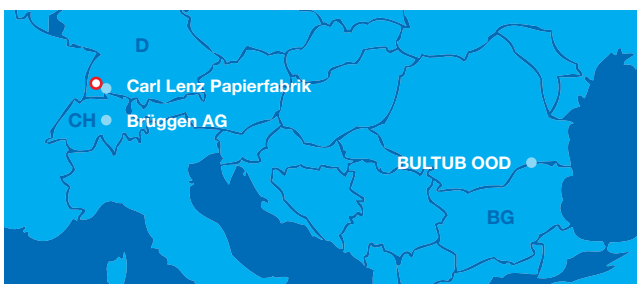 D
Carl Lenz Papierfabrik
CH
Brüggen AG
BULTUB OOD
BG